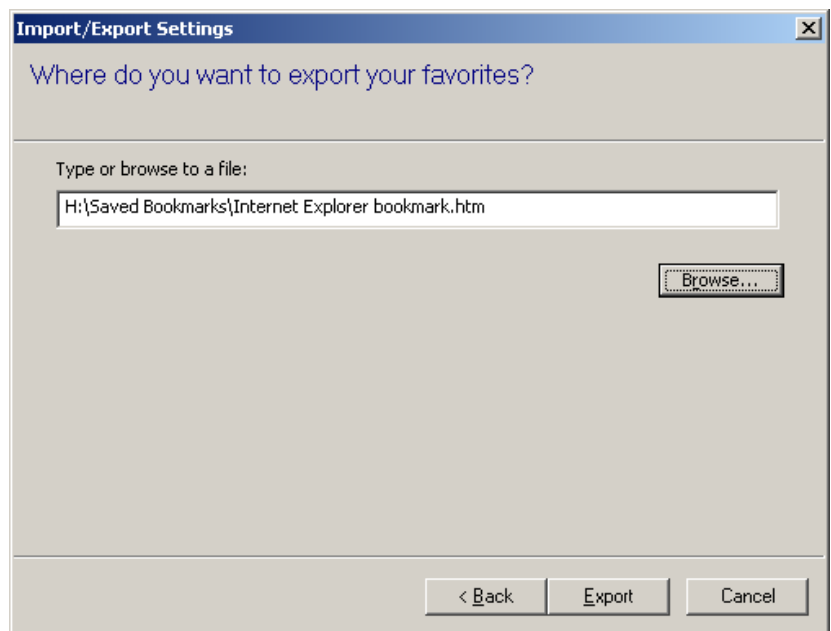 Import/Export Settings
Where do you want to export your favorites?
Type or browse to a file:
H:\Saved Bookmarks\Internet Explorer bookmark.htm
Browse...
< Back Export Cancel